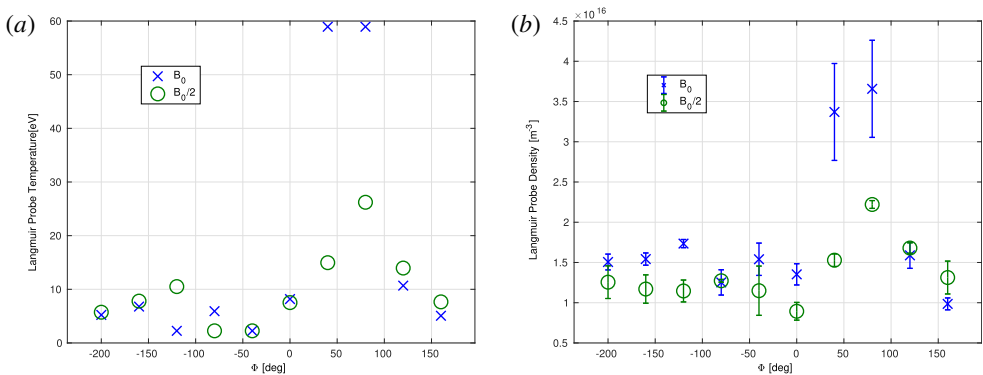 (a)
60
50
40
30
20
10
0
Langmuir Probe Temperature[eV]
B0
B0/2
-200 -150 -100 -50 0 50 100 150
Φ [deg]
(b)
×10^16
4.5
4
3.5
3
2.5
2
1.5
1
0.5
Langmuir Probe Density [m^-3]
B0
B0/2
-200 -150 -100 -50 0 50 100 150
Φ [deg]